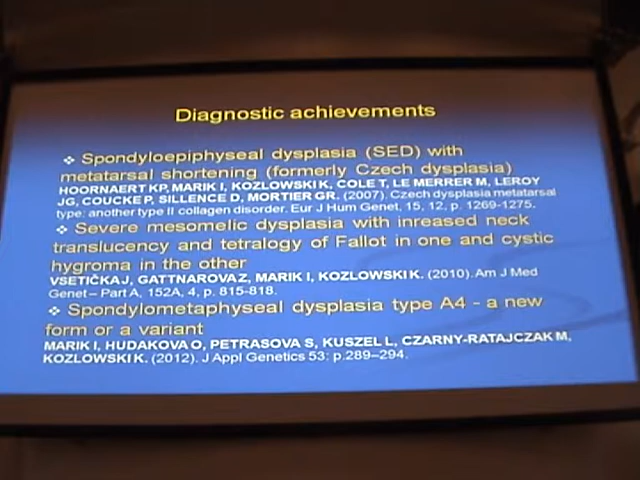 Diagnostic achievements
❖ Spondyloepiphyseal dysplasia (SED) with
metatarsal shortening (formerly Czech dysplasia)
HOORNAERT KP, MARIK I, KOZLOWSKI K, COLE T, LE MERRER M, LEROY
JG, COUCKE P, SILLENCE D, MORTIER GR. (2007). Czech dysplasia metatarsal
type: another type II collagen disorder. Eur J Hum Genet, 15, 12, p. 1269-1275.
❖ Severe mesomelic dysplasia with inreased neck
translucency and tetralogy of Fallot in one and cystic
hygroma in the other
VSETIČKA J, GATTNAROVA Z, MARIK I, KOZLOWSKI K. (2010). Am J Med
Genet – Part A, 152A, 4, p. 815-818.
❖ Spondylometaphyseal dysplasia type A4 - a new
form or a variant
MARIK I, HUDAKOVA O, PETRASOVA S, KUSZEL L, CZARNY-RATAJCZAK M,
KOZLOWSKI K. (2012). J Appl Genetics 53: p.289–294.